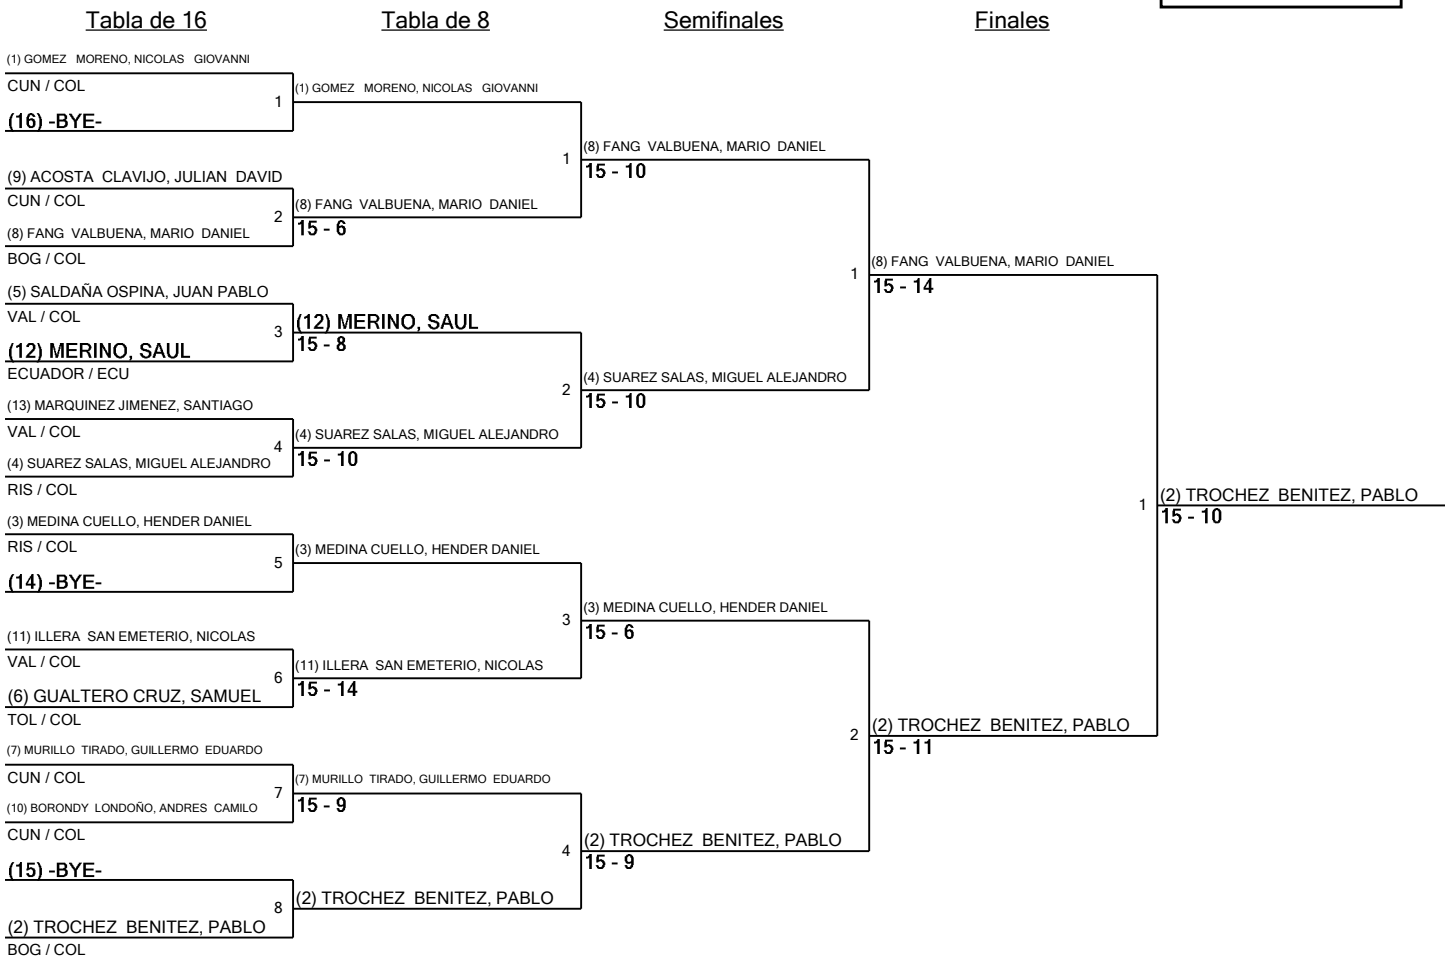 Tabla de 16
Tabla de 8
Semifinales
Finales
(1) GOMEZ MORENO, NICOLAS GIOVANNI
CUN / COL
1
(16) -BYE-
(9) ACOSTA CLAVIJO, JULIAN DAVID
CUN / COL
2
(8) FANG VALBUENA, MARIO DANIEL
BOG / COL
(5) SALDAÑA OSPINA, JUAN PABLO
VAL / COL
3
(12) MERINO, SAUL
ECUADOR / ECU
(13) MARQUINEZ JIMENEZ, SANTIAGO
VAL / COL
4
(4) SUAREZ SALAS, MIGUEL ALEJANDRO
RIS / COL
(3) MEDINA CUELLO, HENDER DANIEL
RIS / COL
5
(14) -BYE-
(11) ILLERA SAN EMETERIO, NICOLAS
VAL / COL
6
(6) GUALTERO CRUZ, SAMUEL
TOL / COL
(7) MURILLO TIRADO, GUILLERMO EDUARDO
CUN / COL
7
(10) BORONDY LONDOÑO, ANDRES CAMILO
CUN / COL
(15) -BYE-
8
(2) TROCHEZ BENITEZ, PABLO
BOG / COL
(1) GOMEZ MORENO, NICOLAS GIOVANNI
1
(8) FANG VALBUENA, MARIO DANIEL
15 - 6
(12) MERINO, SAUL
15 - 8
2
(4) SUAREZ SALAS, MIGUEL ALEJANDRO
15 - 10
(3) MEDINA CUELLO, HENDER DANIEL
3
(11) ILLERA SAN EMETERIO, NICOLAS
15 - 14
(7) MURILLO TIRADO, GUILLERMO EDUARDO
15 - 9
4
(2) TROCHEZ BENITEZ, PABLO
(8) FANG VALBUENA, MARIO DANIEL
15 - 10
1
(4) SUAREZ SALAS, MIGUEL ALEJANDRO
15 - 10
(3) MEDINA CUELLO, HENDER DANIEL
15 - 6
2
(2) TROCHEZ BENITEZ, PABLO
15 - 9
(8) FANG VALBUENA, MARIO DANIEL
15 - 14
1
(2) TROCHEZ BENITEZ, PABLO
15 - 11
(2) TROCHEZ BENITEZ, PABLO
15 - 10